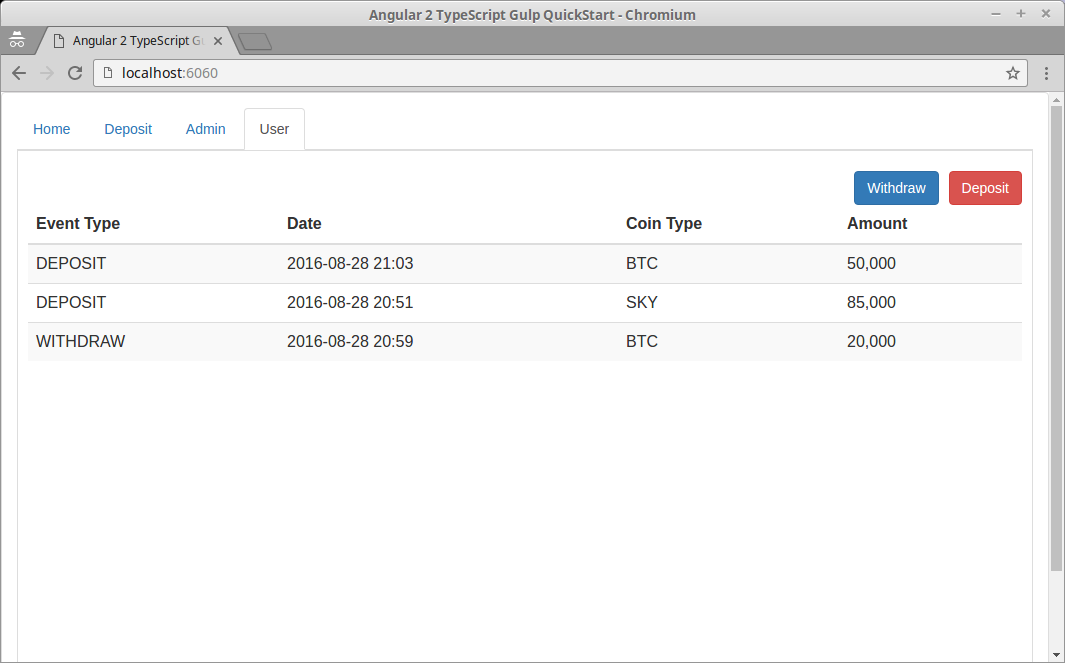 Angular 2 TypeScript Gulp QuickStart - Chromium
Angular 2 TypeScript G
localhost:6060
Home Deposit Admin User
Withdraw Deposit
Event Type Date Coin Type Amount
DEPOSIT 2016-08-28 21:03 BTC 50,000
DEPOSIT 2016-08-28 20:51 SKY 85,000
WITHDRAW 2016-08-28 20:59 BTC 20,000